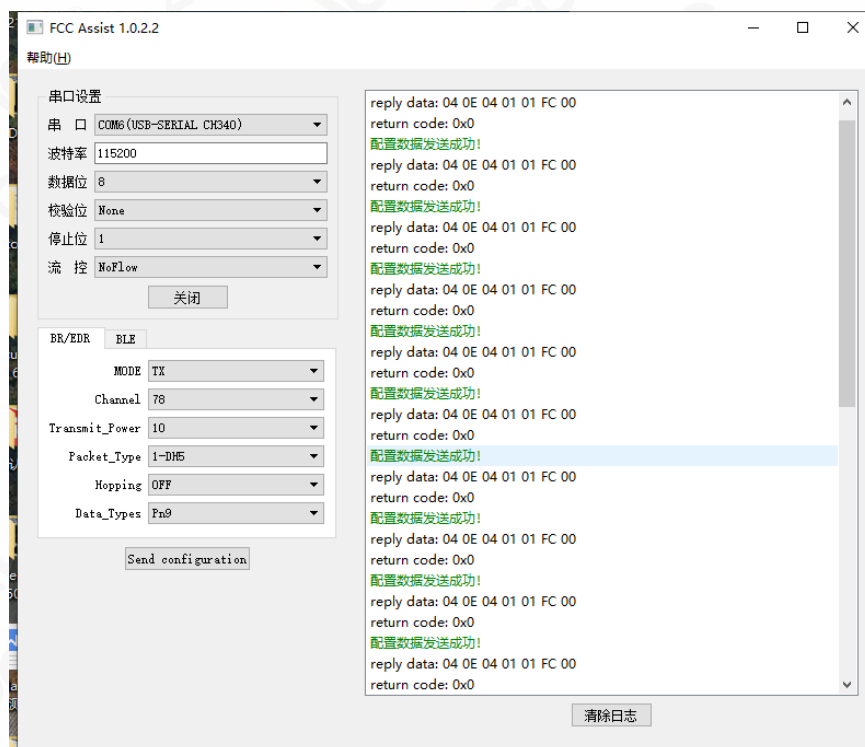 FCC Assist 1.0.2.2
帮助(H)
串口设置
串 口 COM6(USB-SERIAL CH340)
波特率 115200
数据位 8
校验位 None
停止位 1
流 控 NoFlow
关闭
BR/EDR BLE
MODE TX
Channel 78
Transmit_Power 10
Packet_Type 1-DH5
Hopping OFF
Data_Types Pn9
Send configuration
reply data: 04 0E 04 01 01 FC 00
return code: 0x0
配置数据发送成功!
reply data: 04 0E 04 01 01 FC 00
return code: 0x0
配置数据发送成功!
reply data: 04 0E 04 01 01 FC 00
return code: 0x0
配置数据发送成功!
reply data: 04 0E 04 01 01 FC 00
return code: 0x0
配置数据发送成功!
reply data: 04 0E 04 01 01 FC 00
return code: 0x0
配置数据发送成功!
reply data: 04 0E 04 01 01 FC 00
return code: 0x0
配置数据发送成功!
reply data: 04 0E 04 01 01 FC 00
return code: 0x0
配置数据发送成功!
reply data: 04 0E 04 01 01 FC 00
return code: 0x0
配置数据发送成功!
reply data: 04 0E 04 01 01 FC 00
return code: 0x0
配置数据发送成功!
reply data: 04 0E 04 01 01 FC 00
return code: 0x0
清除日志